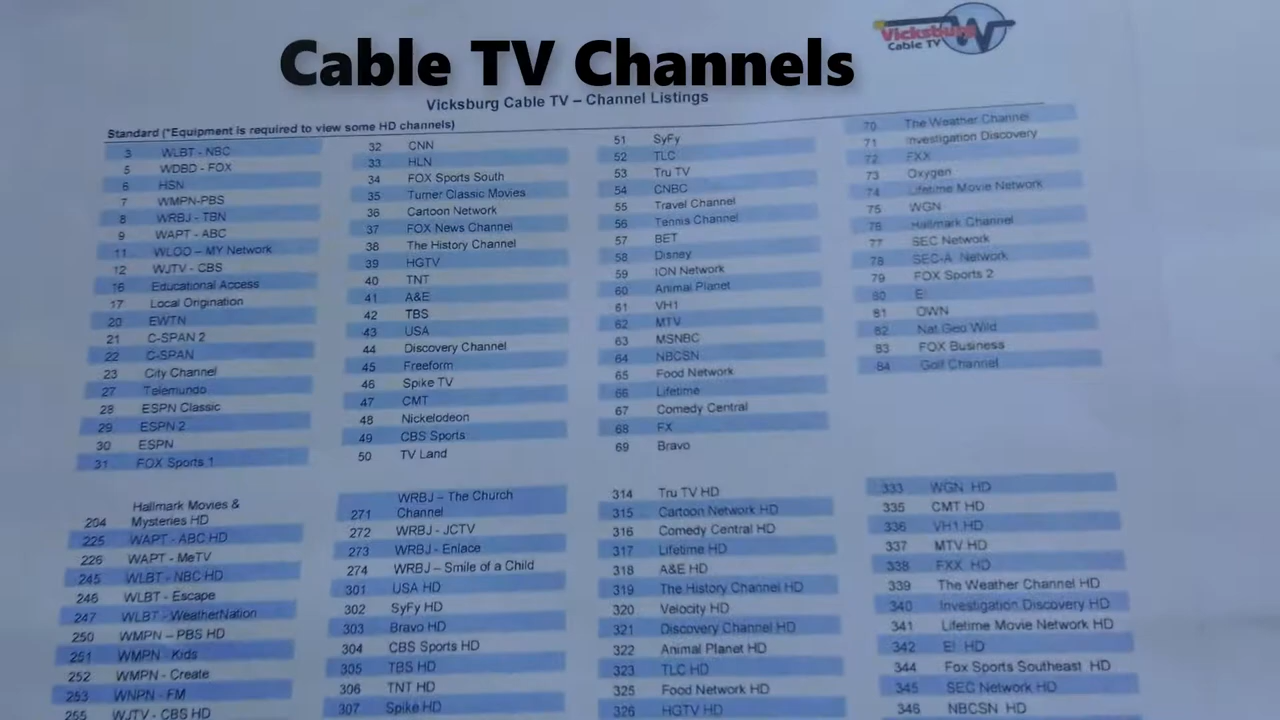 Cable TV Channels
Vicksburg
Cable TV
W
Vicksburg Cable TV – Channel Listings
Standard (*Equipment is required to view some HD channels)
3 WLBT - NBC
5 WDBD - FOX
6 HSN
7 WMPN-PBS
8 WRBJ - TBN
9 WAPT - ABC
11 WLOO – MY Network
12 WJTV - CBS
16 Educational Access
17 Local Origination
20 EWTN
21 C-SPAN 2
22 C-SPAN
23 City Channel
27 Telemundo
28 ESPN Classic
29 ESPN 2
30 ESPN
31 FOX Sports 1
32 CNN
33 HLN
34 FOX Sports South
35 Turner Classic Movies
36 Cartoon Network
37 FOX News Channel
38 The History Channel
39 HGTV
40 TNT
41 A&E
42 TBS
43 USA
44 Discovery Channel
45 Freeform
46 Spike TV
47 CMT
48 Nickelodeon
49 CBS Sports
50 TV Land
51 SyFy
52 TLC
53 Tru TV
54 CNBC
55 Travel Channel
56 Tennis Channel
57 BET
58 Disney
59 ION Network
60 Animal Planet
61 VH1
62 MTV
63 MSNBC
64 NBCSN
65 Food Network
66 Lifetime
67 Comedy Central
68 FX
69 Bravo
70 The Weather Channel
71 Investigation Discovery
72 FXX
73 Oxygen
74 Lifetime Movie Network
75 WGN
76 Hallmark Channel
77 SEC Network
78 SEC-A Network
79 FOX Sports 2
80 E!
81 OWN
82 Nat Geo Wild
83 FOX Business
84 Golf Channel
Hallmark Movies &
204 Mysteries HD
225 WAPT - ABC HD
226 WAPT - MeTV
245 WLBT - NBC HD
246 WLBT - Escape
247 WLBT - WeatherNation
250 WMPN – PBS HD
251 WMPN - Kids
252 WMPN - Create
253 WNPN - FM
255 WJTV - CBS HD
WRBJ – The Church
271 Channel
272 WRBJ - JCTV
273 WRBJ - Enlace
274 WRBJ – Smile of a Child
301 USA HD
302 SyFy HD
303 Bravo HD
304 CBS Sports HD
305 TBS HD
306 TNT HD
307 Spike HD
314 Tru TV HD
315 Cartoon Network HD
316 Comedy Central HD
317 Lifetime HD
318 A&E HD
319 The History Channel HD
320 Velocity HD
321 Discovery Channel HD
322 Animal Planet HD
323 TLC HD
325 Food Network HD
326 HGTV HD
333 WGN HD
335 CMT HD
336 VH1 HD
337 MTV HD
338 FXX HD
339 The Weather Channel HD
340 Investigation Discovery HD
341 Lifetime Movie Network HD
342 E! HD
344 Fox Sports Southeast HD
345 SEC Network HD
346 NBCSN HD